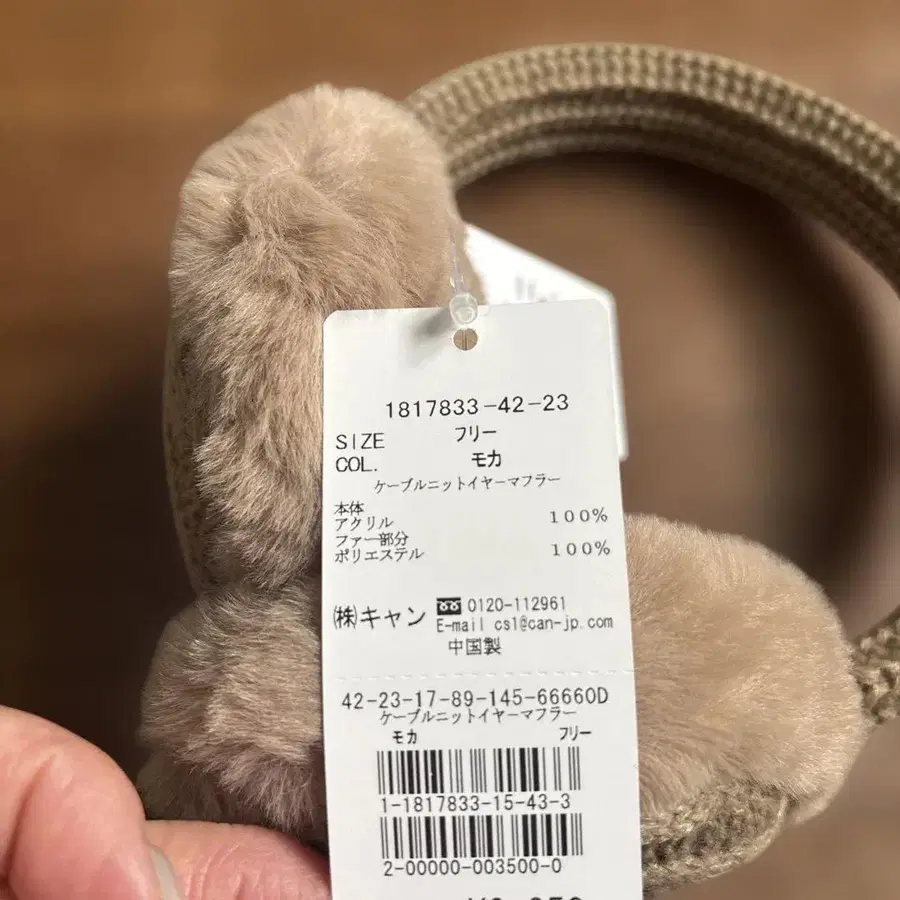 1817833-42-23
SIZE フリー
COL. モカ
ケーブルニットイヤーマフラー
本体
アクリル 100%
ファー部分
ポリエステル 100%
㈱キャン 0120-112961
E-mail cs1@can-jp.com
中国製
42-23-17-89-145-66660D
ケーブルニットイヤーマフラー
モカ フリー
1-1817833-15-43-3
2-00000-003500-0